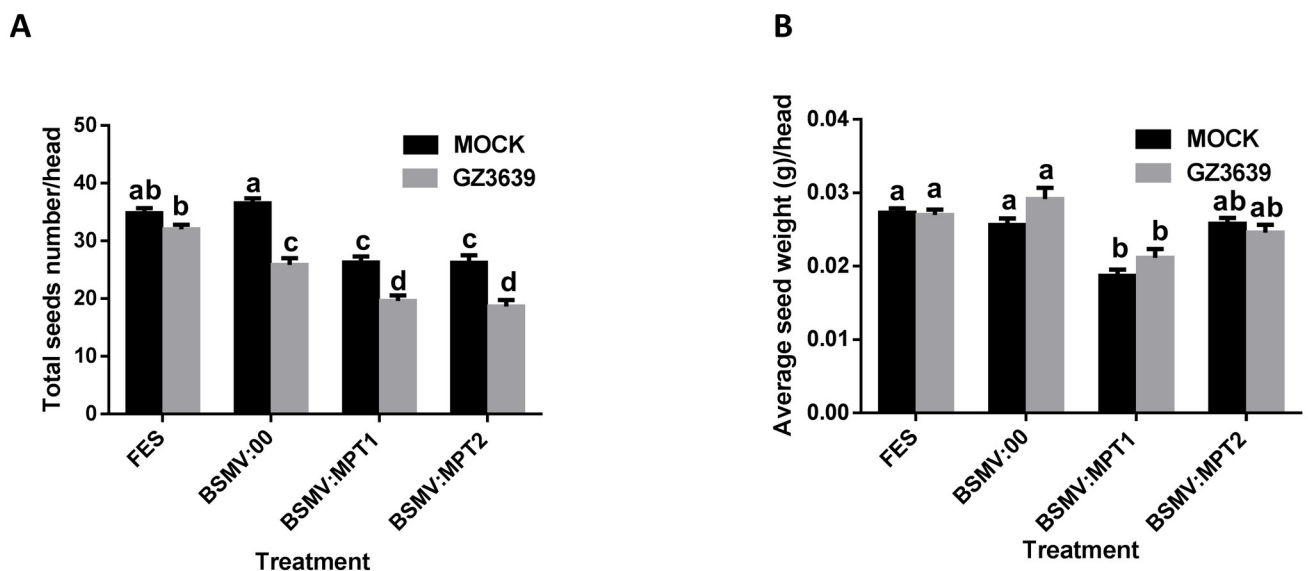 A
Total seeds number/head
50
40
30
20
10
0
MOCK
GZ3639
ab
b
a
c
c
d
c
d
FES
BSMV:00
BSMV:MPT1
BSMV:MPT2
Treatment
B
Average seed weight (g)/head
0.04
0.03
0.02
0.01
0.00
MOCK
GZ3639
a
a
a
a
b
b
ab
ab
FES
BSMV:00
BSMV:MPT1
BSMV:MPT2
Treatment